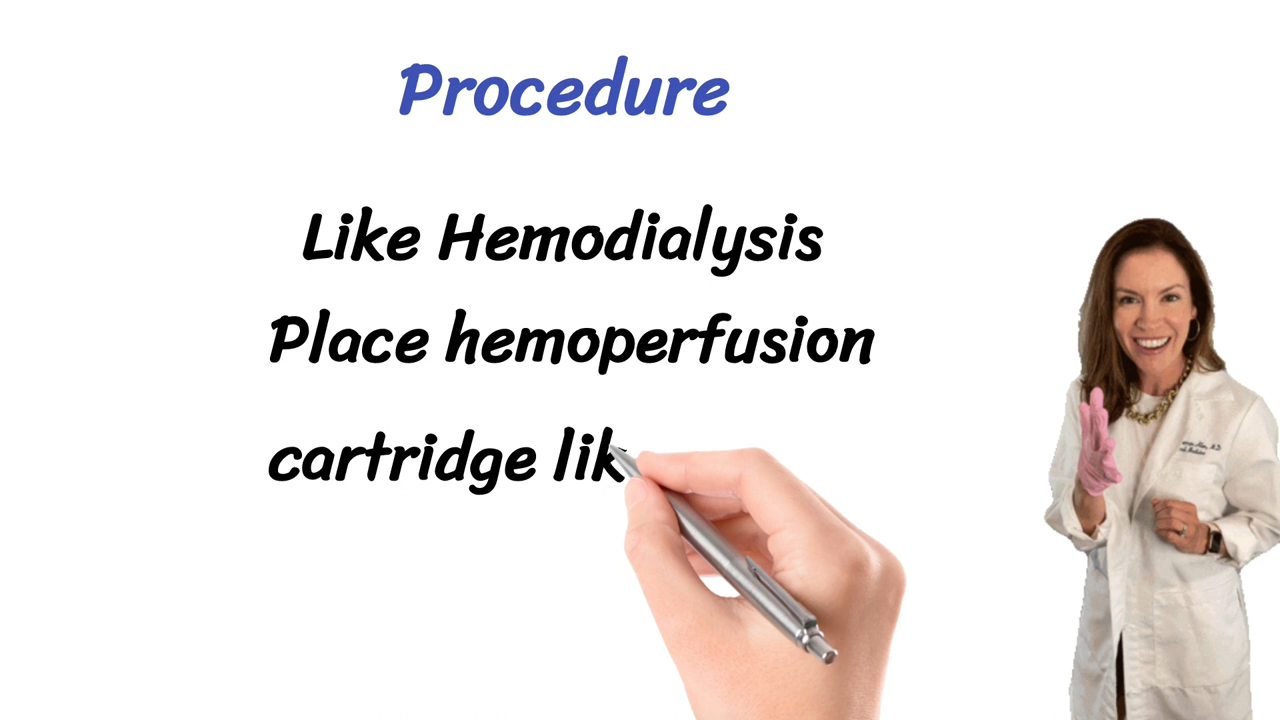 Procedure
Like Hemodialysis
Place hemoperfusion
cartridge lik